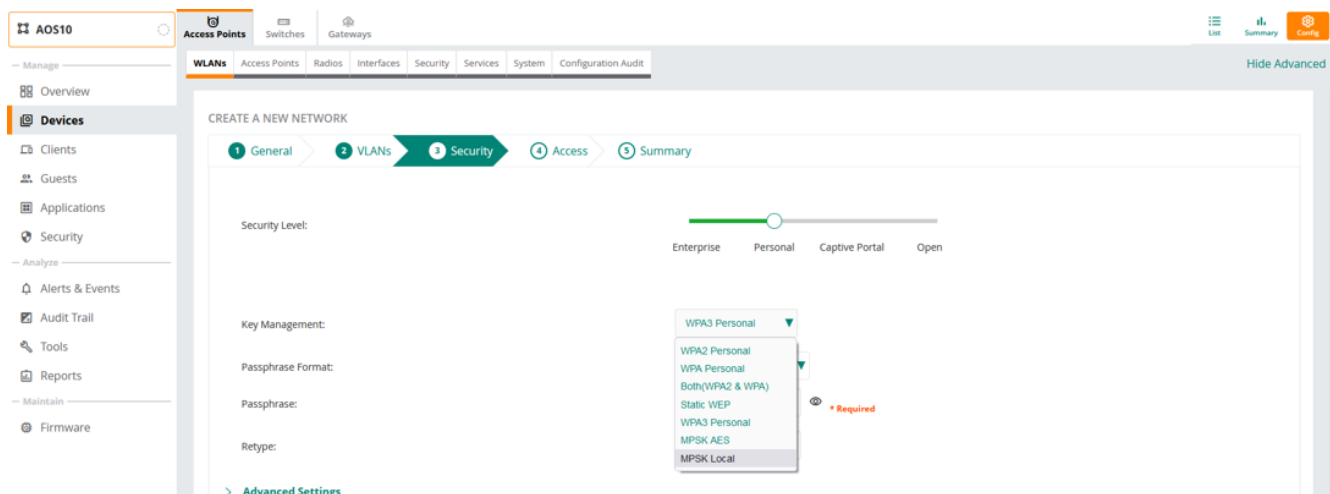 AOS10
Access Points
Switches
Gateways
List
Summary
Config
Manage
WLANs
Access Points
Radios
Interfaces
Security
Services
System
Configuration Audit
Hide Advanced
Overview
Devices
Clients
Guests
Applications
Security
Analyze
Alerts & Events
Audit Trail
Tools
Reports
Maintain
Firmware
CREATE A NEW NETWORK
1 General
2 VLANs
3 Security
4 Access
5 Summary
Security Level:
Enterprise
Personal
Captive Portal
Open
Key Management:
WPA3 Personal
WPA2 Personal
WPA Personal
Both(WPA2 & WPA)
Static WEP
WPA3 Personal
MPSK AES
MPSK Local
Passphrase Format:
Passphrase:
* Required
Retype:
Advanced Settings